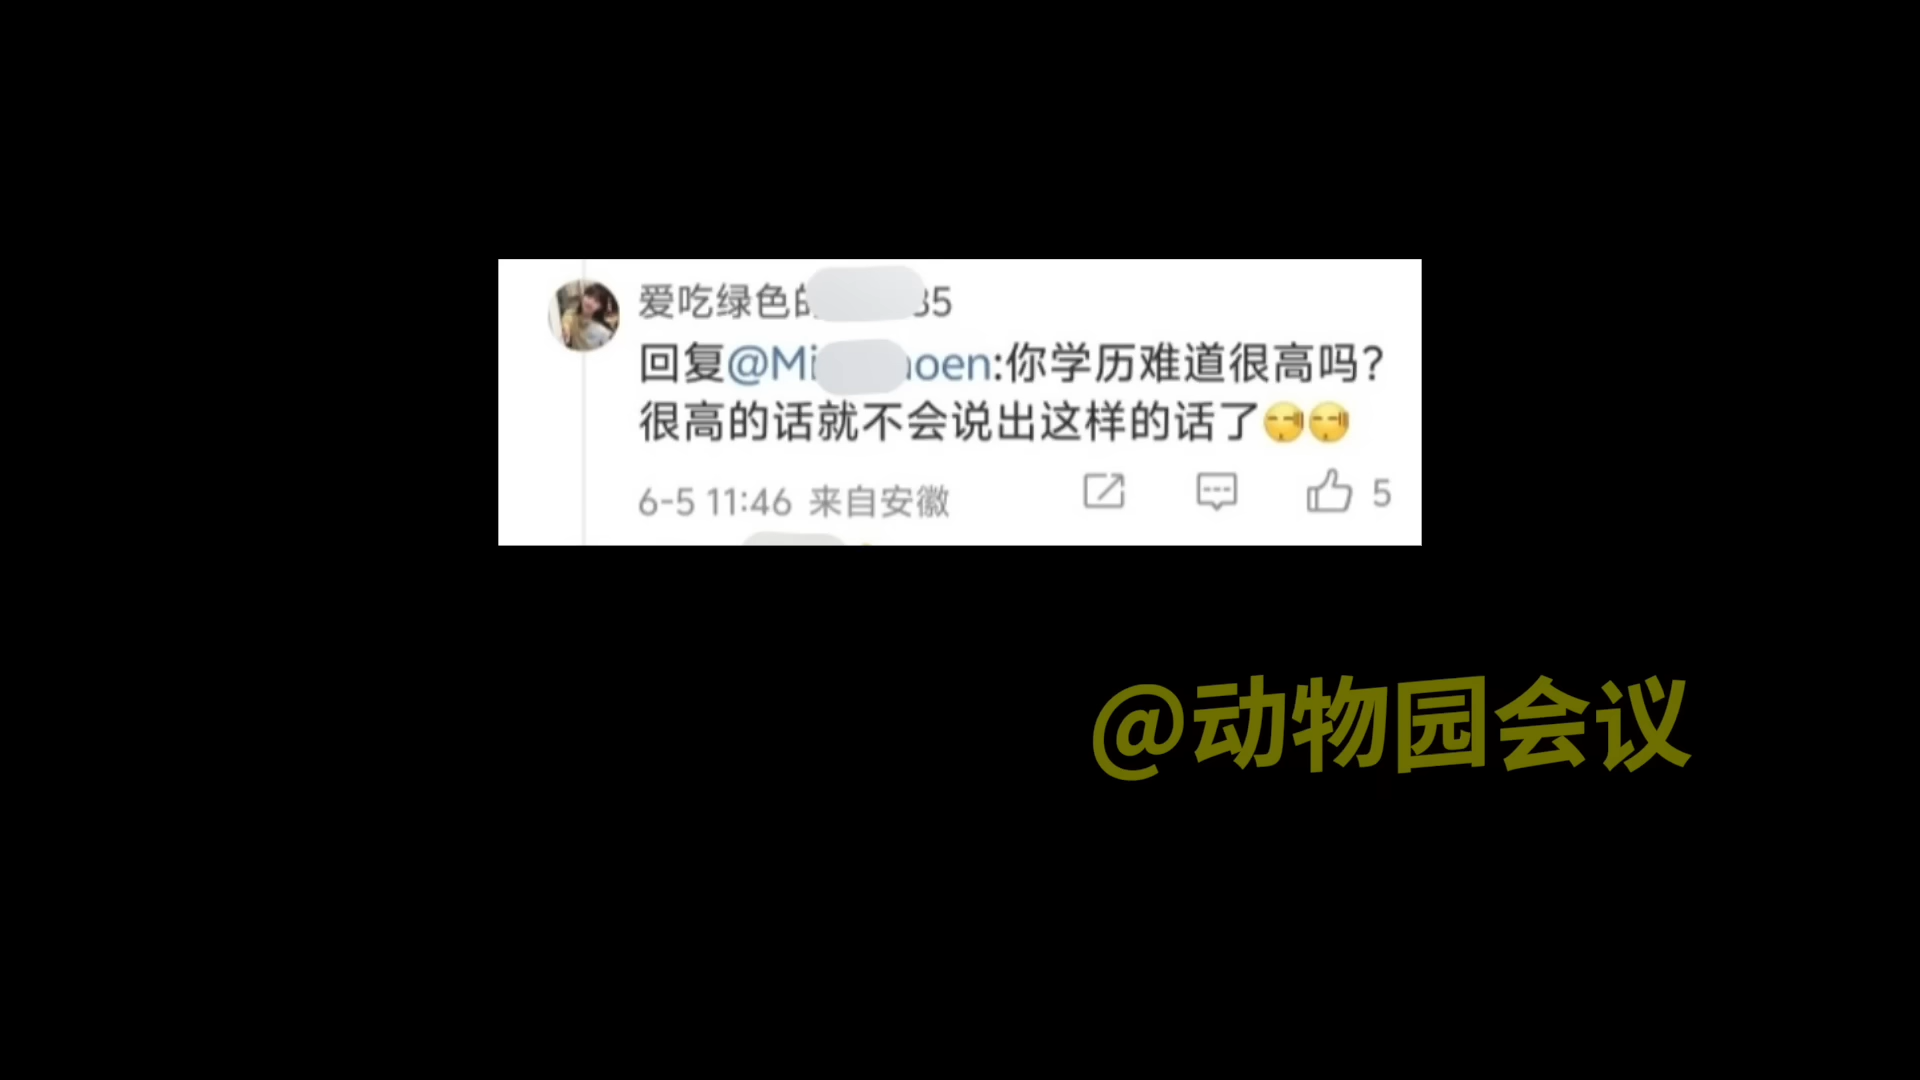 爱吃绿色的 35
回复@Mi oen:你学历难道很高吗?
很高的话就不会说出这样的话了
6-5 11:46 来自安徽
5
@动物园会议